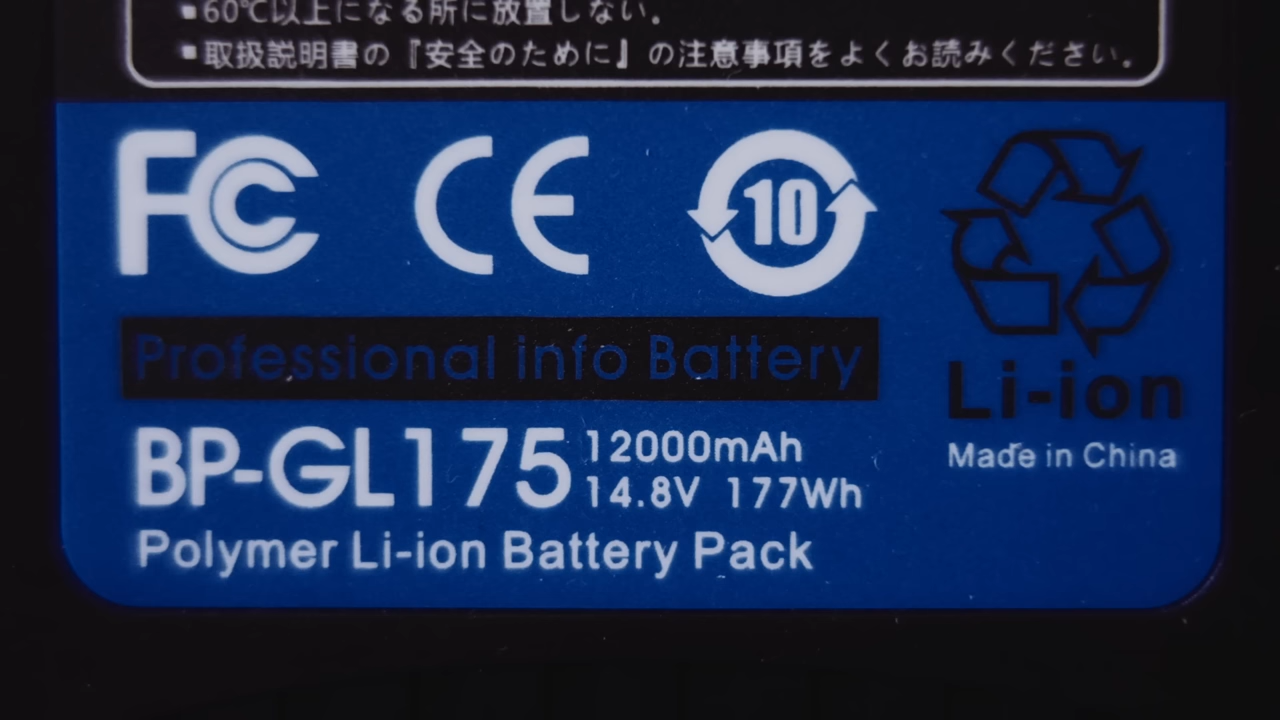 ■60℃以上になる所に放置しない。
■取扱説明書の『安全のために』の注意事項をよくお読みください。
FC CE 10
Professional info Battery
Li-ion
BP-GL175 12000mAh
14.8V 177Wh
Made in China
Polymer Li-ion Battery Pack